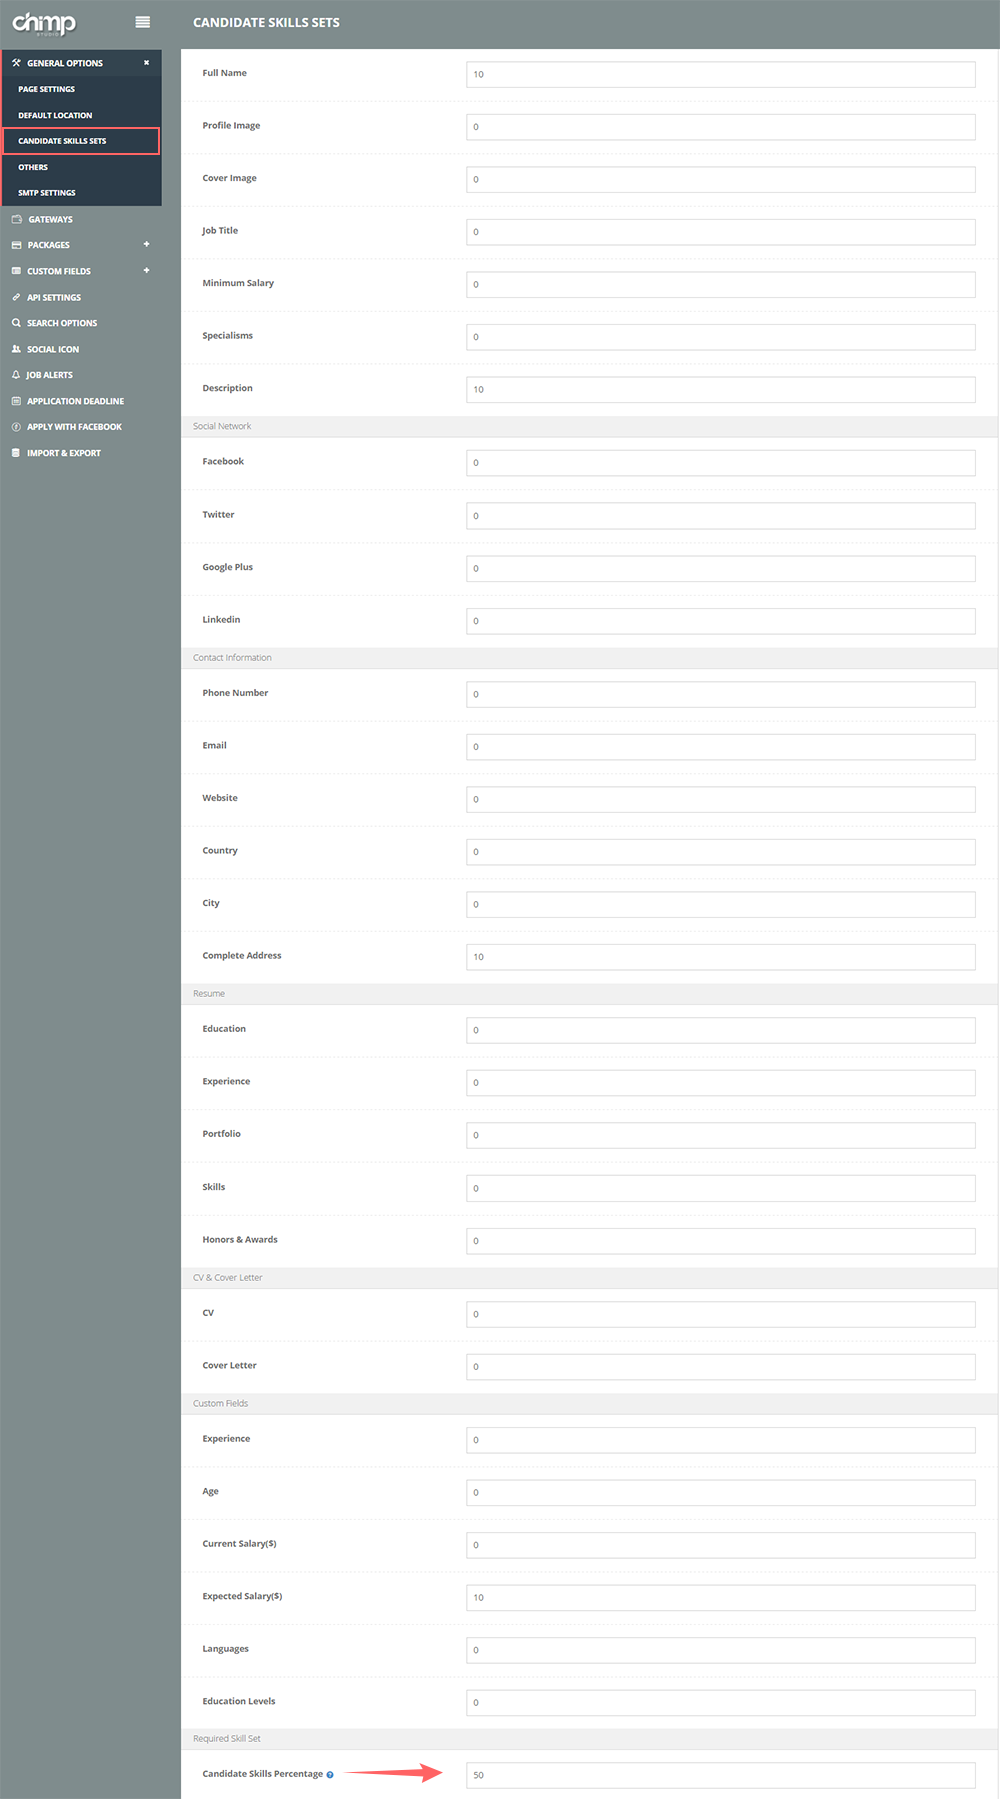 chimp
STUDIO
CANDIDATE SKILLS SETS
GENERAL OPTIONS
PAGE SETTINGS
DEFAULT LOCATION
CANDIDATE SKILLS SETS
OTHERS
SMTP SETTINGS
GATEWAYS
PACKAGES +
CUSTOM FIELDS +
API SETTINGS
SEARCH OPTIONS
SOCIAL ICON
JOB ALERTS
APPLICATION DEADLINE
APPLY WITH FACEBOOK
IMPORT & EXPORT
Full Name 10
Profile Image 0
Cover Image 0
Job Title 0
Minimum Salary 0
Specialisms 0
Description 10
Social Network
Facebook 0
Twitter 0
Google Plus 0
Linkedin 0
Contact Information
Phone Number 0
Email 0
Website 0
Country 0
City 0
Complete Address 10
Resume
Education 0
Experience 0
Portfolio 0
Skills 0
Honors & Awards 0
CV & Cover Letter
CV 0
Cover Letter 0
Custom Fields
Experience 0
Age 0
Current Salary($) 0
Expected Salary($) 10
Languages 0
Education Levels 0
Required Skill Set
Candidate Skills Percentage ? 50